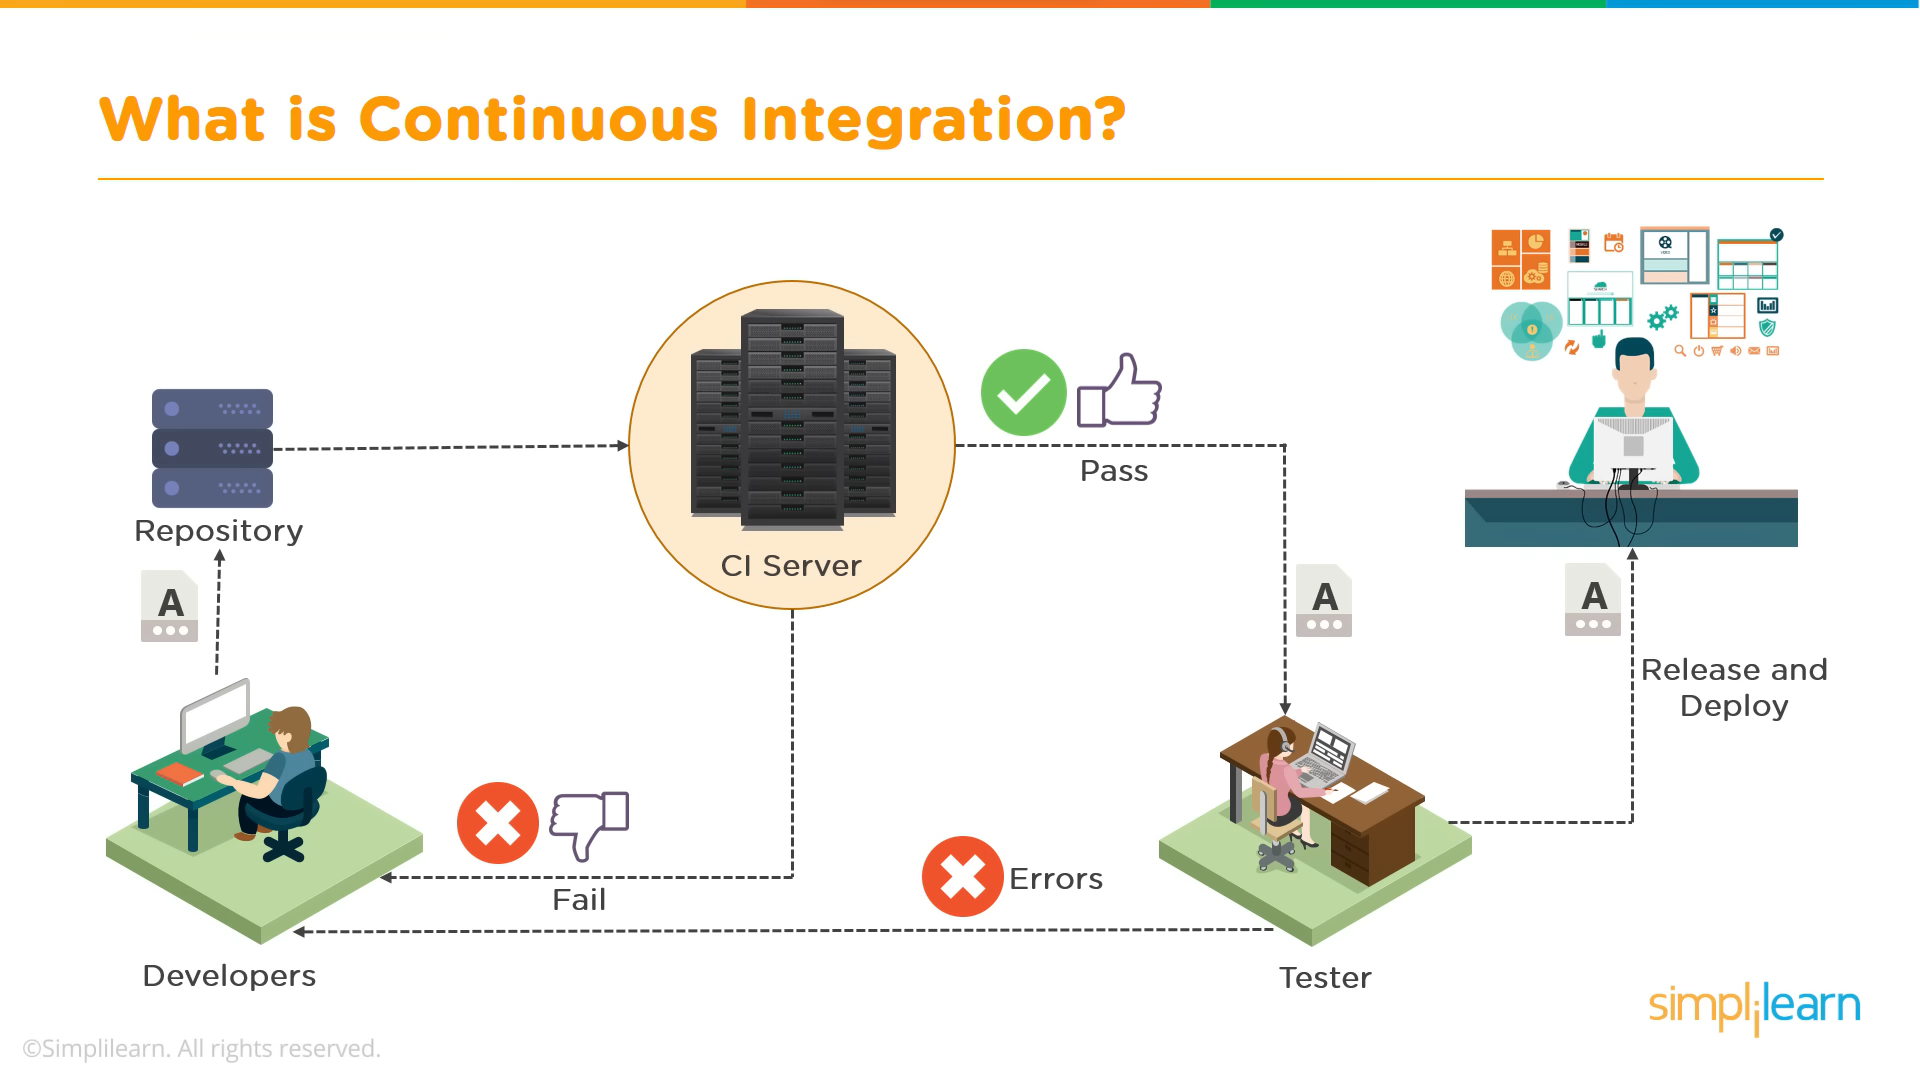 What is Continuous Integration?
Repository
A
CI Server
Pass
A
A
Release and
Deploy
Fail
Errors
Developers
Tester
simplilearn
©Simplilearn. All rights reserved.